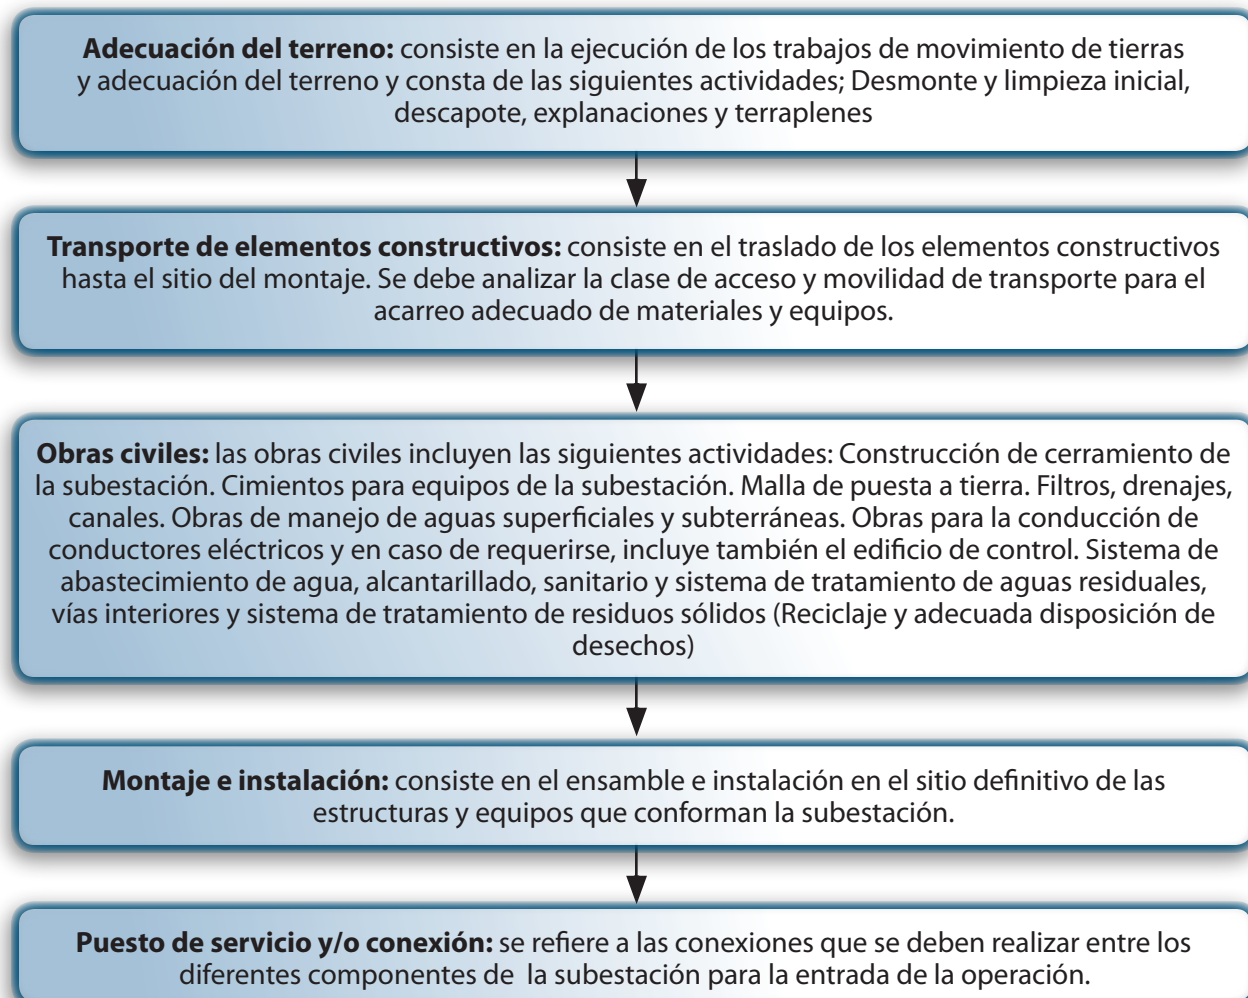 Adecuación del terreno: consiste en la ejecución de los trabajos de movimiento de tierras
y adecuación del terreno y consta de las siguientes actividades; Desmonte y limpieza inicial,
descapote, explanaciones y terraplenes
Transporte de elementos constructivos: consiste en el traslado de los elementos constructivos
hasta el sitio del montaje. Se debe analizar la clase de acceso y movilidad de transporte para el
acarreo adecuado de materiales y equipos.
Obras civiles: las obras civiles incluyen las siguientes actividades: Construcción de cerramiento de
la subestación. Cimientos para equipos de la subestación. Malla de puesta a tierra. Filtros, drenajes,
canales. Obras de manejo de aguas superficiales y subterráneas. Obras para la conducción de
conductores eléctricos y en caso de requerirse, incluye también el edificio de control. Sistema de
abastecimiento de agua, alcantarillado, sanitario y sistema de tratamiento de aguas residuales,
vías interiores y sistema de tratamiento de residuos sólidos (Reciclaje y adecuada disposición de
desechos)
Montaje e instalación: consiste en el ensamble e instalación en el sitio definitivo de las
estructuras y equipos que conforman la subestación.
Puesto de servicio y/o conexión: se refiere a las conexiones que se deben realizar entre los
diferentes componentes de la subestación para la entrada de la operación.